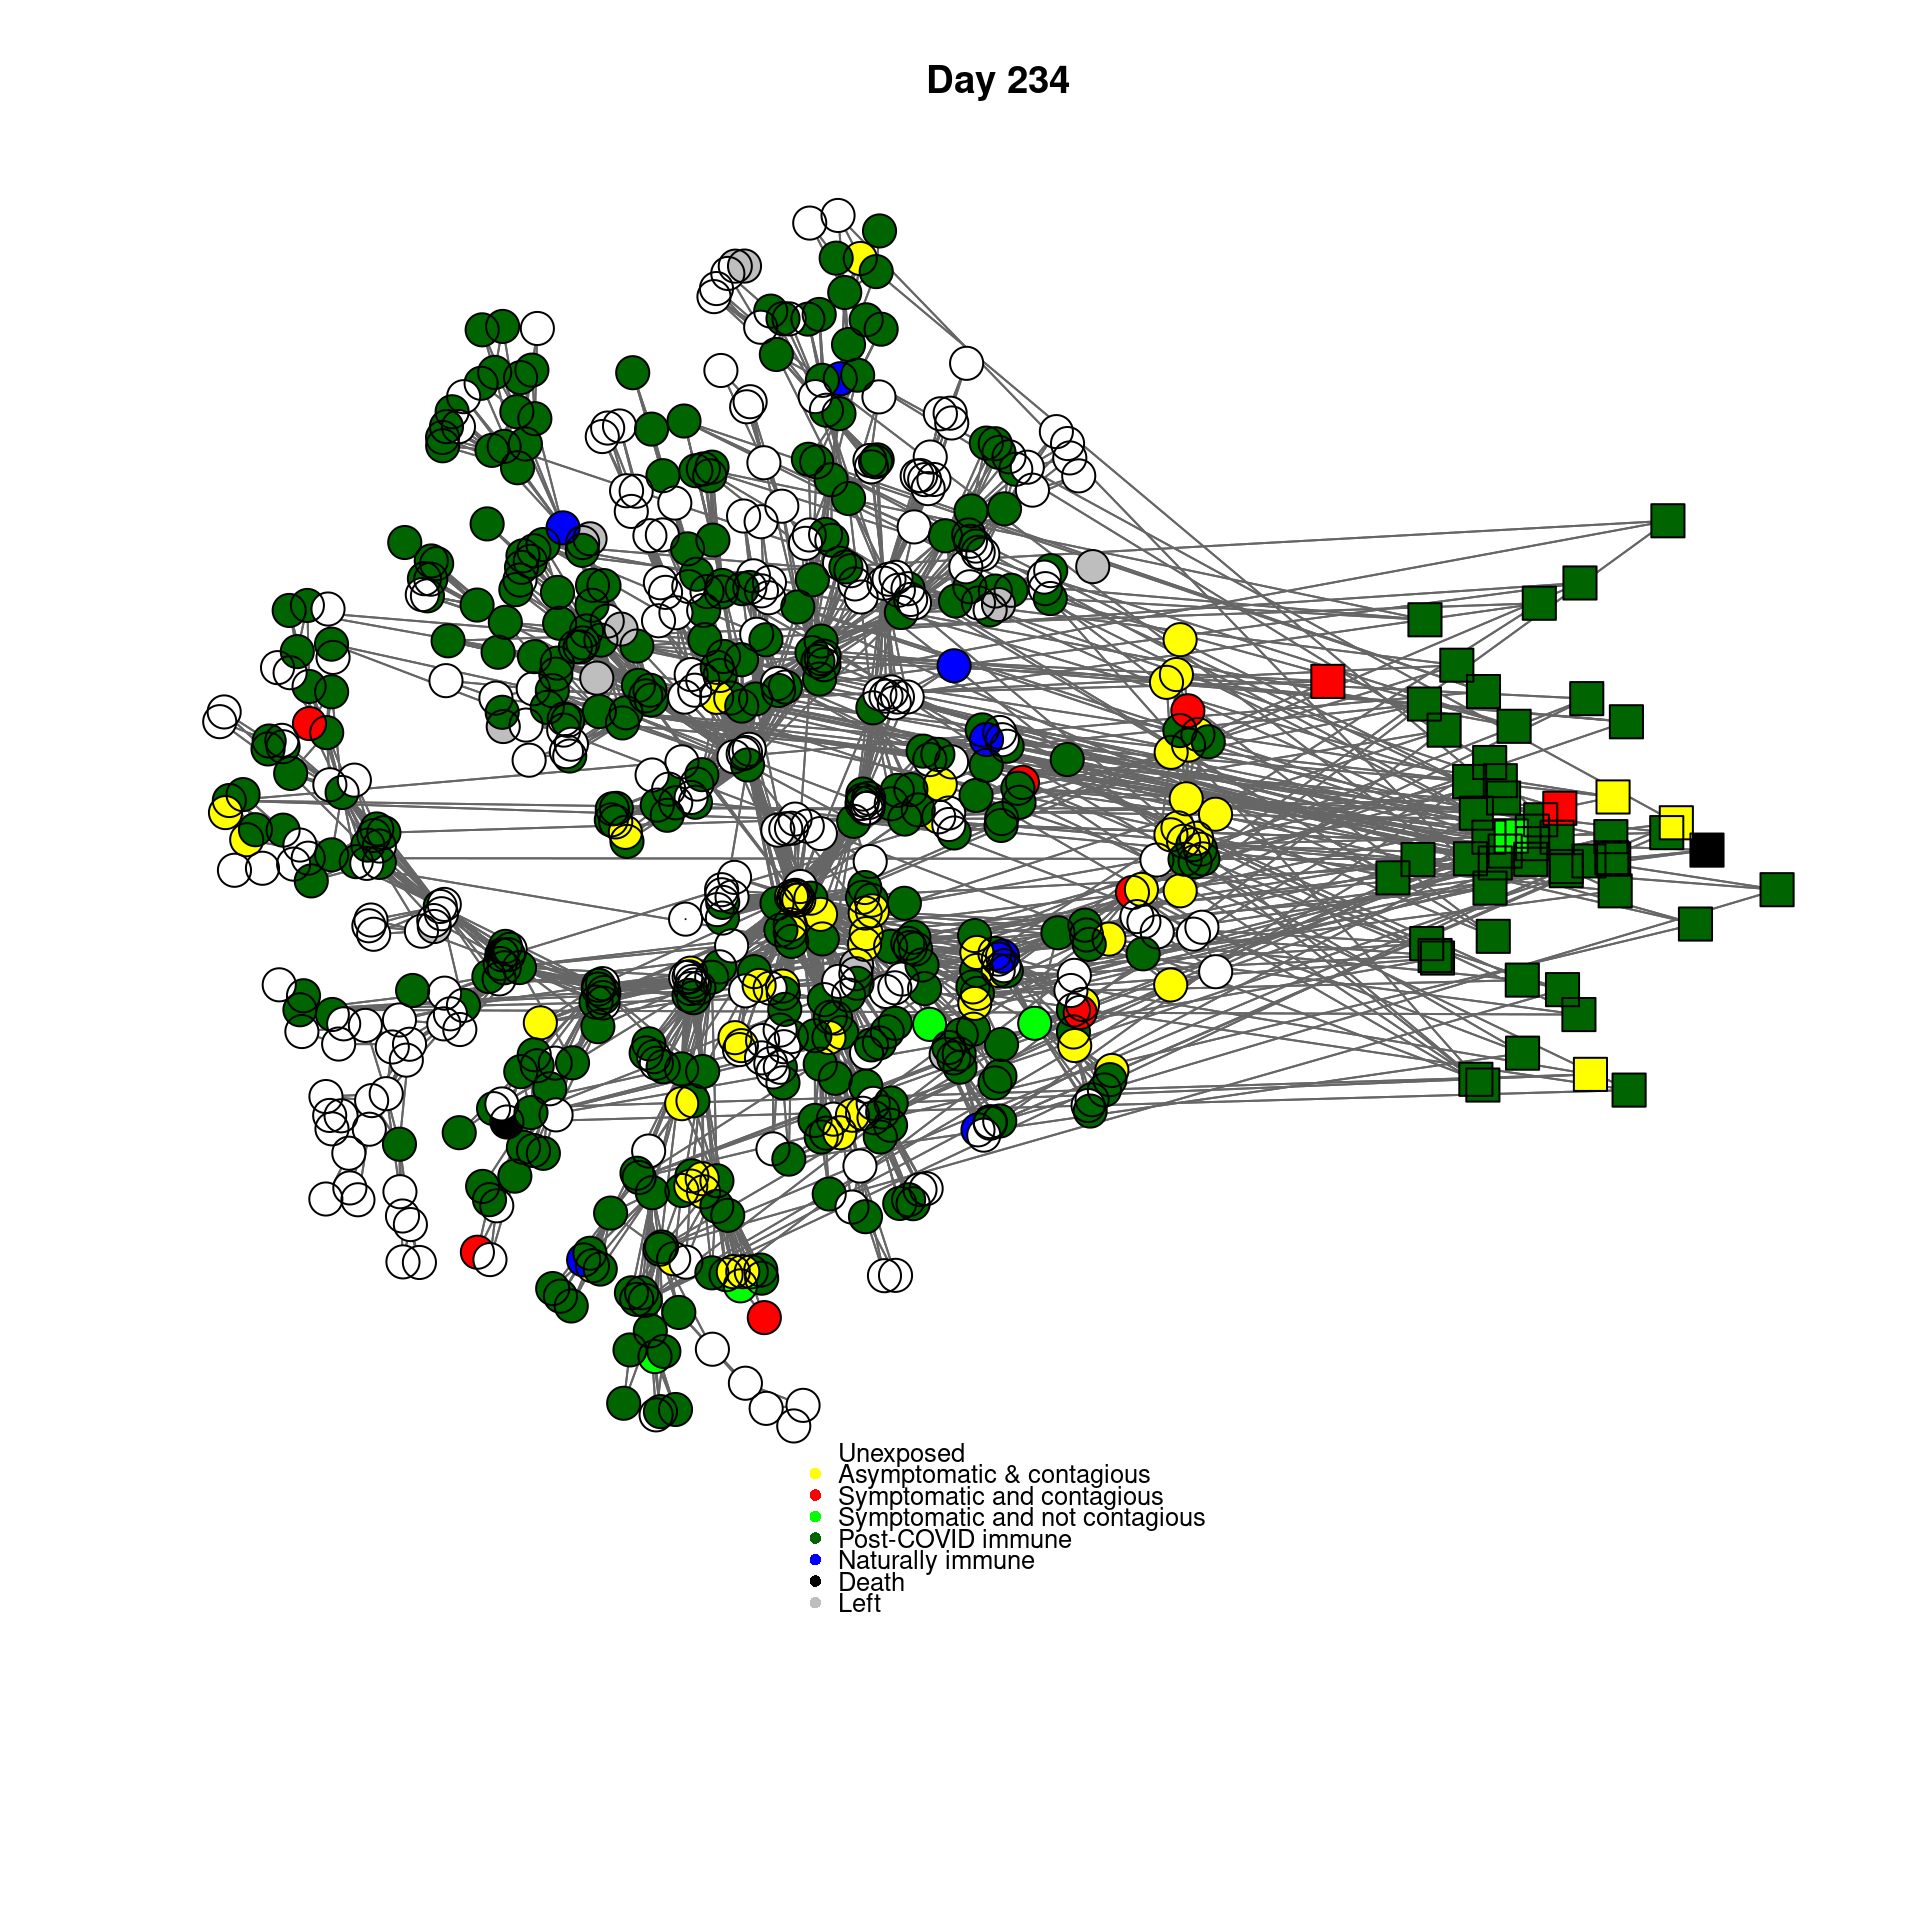 Day 234
Unexposed
Asymptomatic & contagious
Symptomatic and contagious
Symptomatic and not contagious
Post-COVID immune
Naturally immune
Death
Left